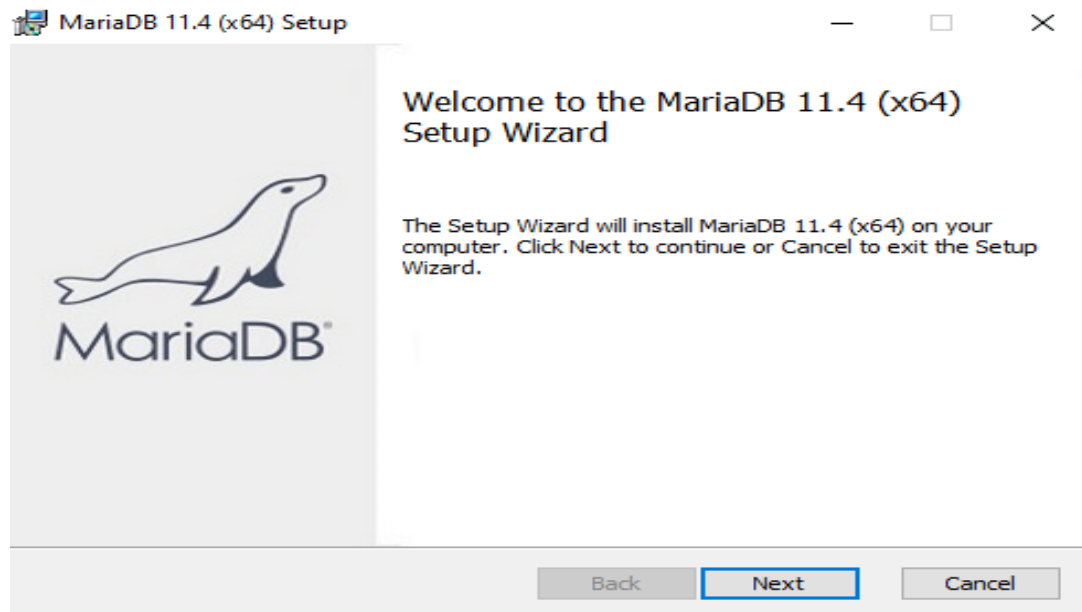 MariaDB 11.4 (x64) Setup
Welcome to the MariaDB 11.4 (x64)
Setup Wizard
The Setup Wizard will install MariaDB 11.4 (x64) on your
computer. Click Next to continue or Cancel to exit the Setup
Wizard.
MariaDB®
Back Next Cancel